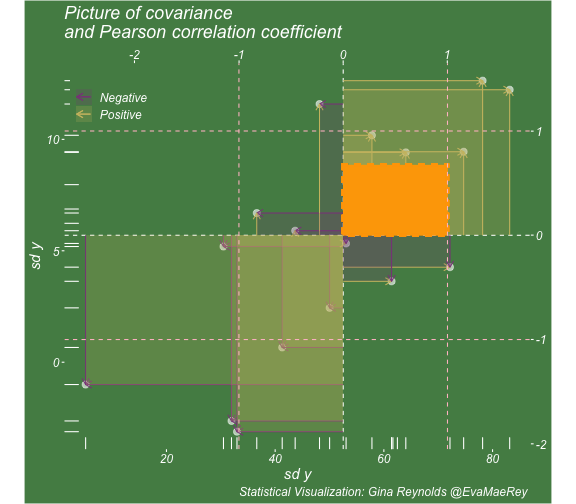 Picture of covariance
and Pearson correlation coefficient
-2 -1 0 1
Negative
Positive
10
5
0
1
0
-1
-2
sd y
20 40 60 80
sd y
Statistical Visualization: Gina Reynolds @EvaMaeRey